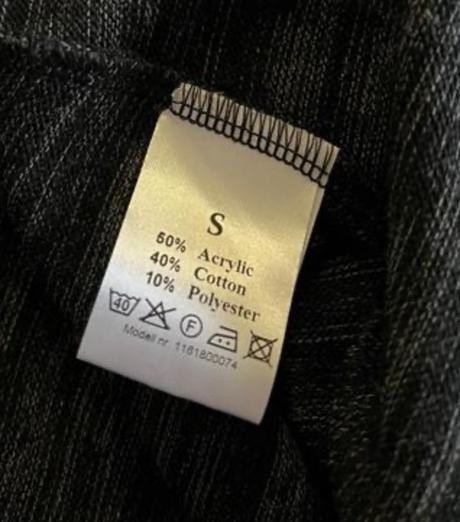 S
50% Acrylic
40% Cotton
10% Polyester
40 F
Modell nr. 1161800074